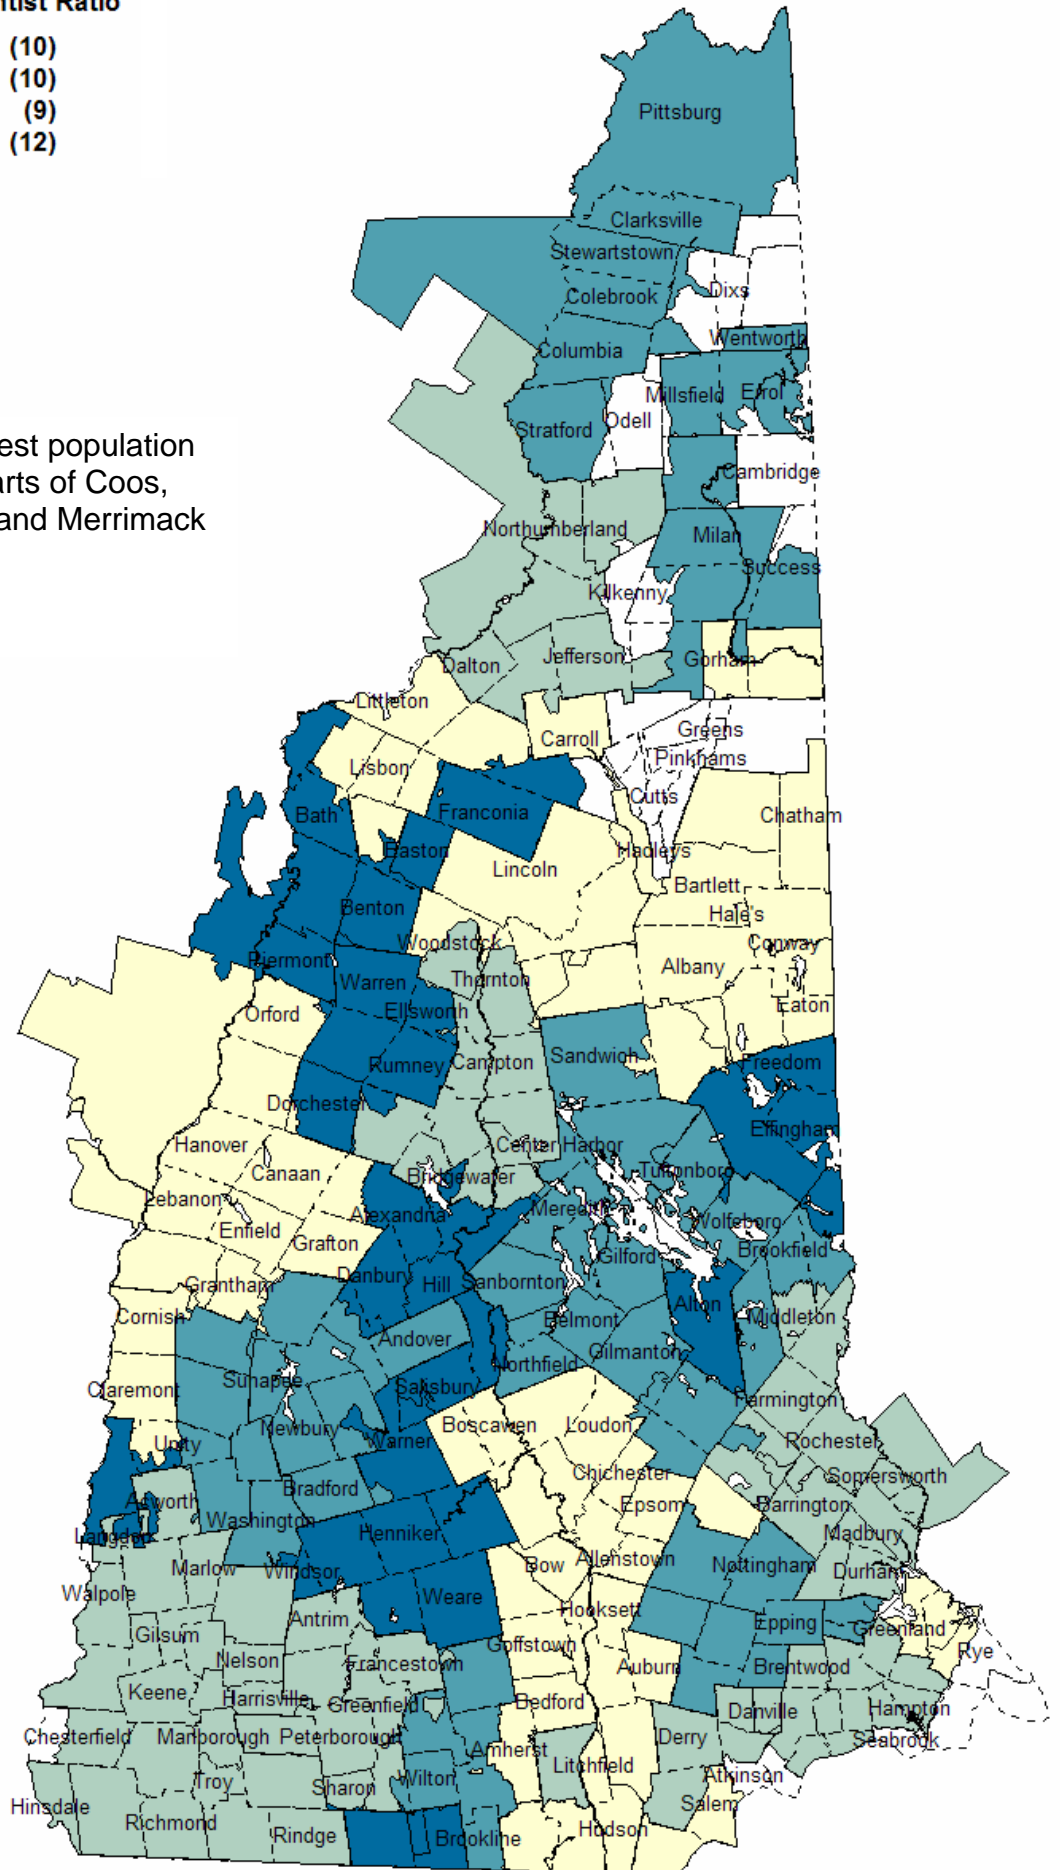 ntist Ratio
(10)
(10)
(9)
(12)
est population
arts of Coos,
and Merrimack
Pittsburg
Clarksville
Stewartstown
Dixs
Colebrook
Wentworth
Columbia
Millsfield
Errol
Odell
Stratford
Cambridge
Northumberland
Milan
Success
Kilkenny
Jefferson
Gorham
Dalton
Littleton
Greens
Carroll
Pinkhams
Lisbon
Cutts
Franconia
Bath
Chatham
Easton
Hadleys
Lincoln
Bartlett
Benton
Hale's
Woodstock
Conway
Piermont
Albany
Thornton
Warren
Eaton
Ellsworth
Orford
Sandwich
Campton
Freedom
Rumney
Dorchester
Effingham
Hanover
Center Harbor
Canaan
Tuftonboro
Bridgewater
Lebanon
Meredith
Alexandria
Wolfeboro
Enfield
Grafton
Brookfield
Gilford
Danbury
Hill
Sanbornton
Grantham
Alton
Cornish
Middleton
Belmont
Andover
Gilmanton
Northfield
Sunapee
Salisbury
Claremont
Farmington
Boscawen
Loudon
Newbury
Warner
Unity
Rochester
Chichester
Somersworth
Bradford
Acworth
Epsom
Barrington
Washington
Henniker
Madbury
Langdon
Allenstown
Bow
Nottingham
Marlow
Windsor
Durham
Walpole
Weare
Hooksett
Antrim
Epping
Greenland
Gilsum
Goffstown
Rye
Nelson
Francestown
Auburn
Brentwood
Keene
Harrisville
Greenfield
Bedford
Danville
Hampton
Chesterfield
Marlborough
Peterborough
Derry
Seabrook
Amherst
Litchfield
Atkinson
Troy
Sharon
Wilton
Salem
Hinsdale
Richmond
Rindge
Brookline
Hudson